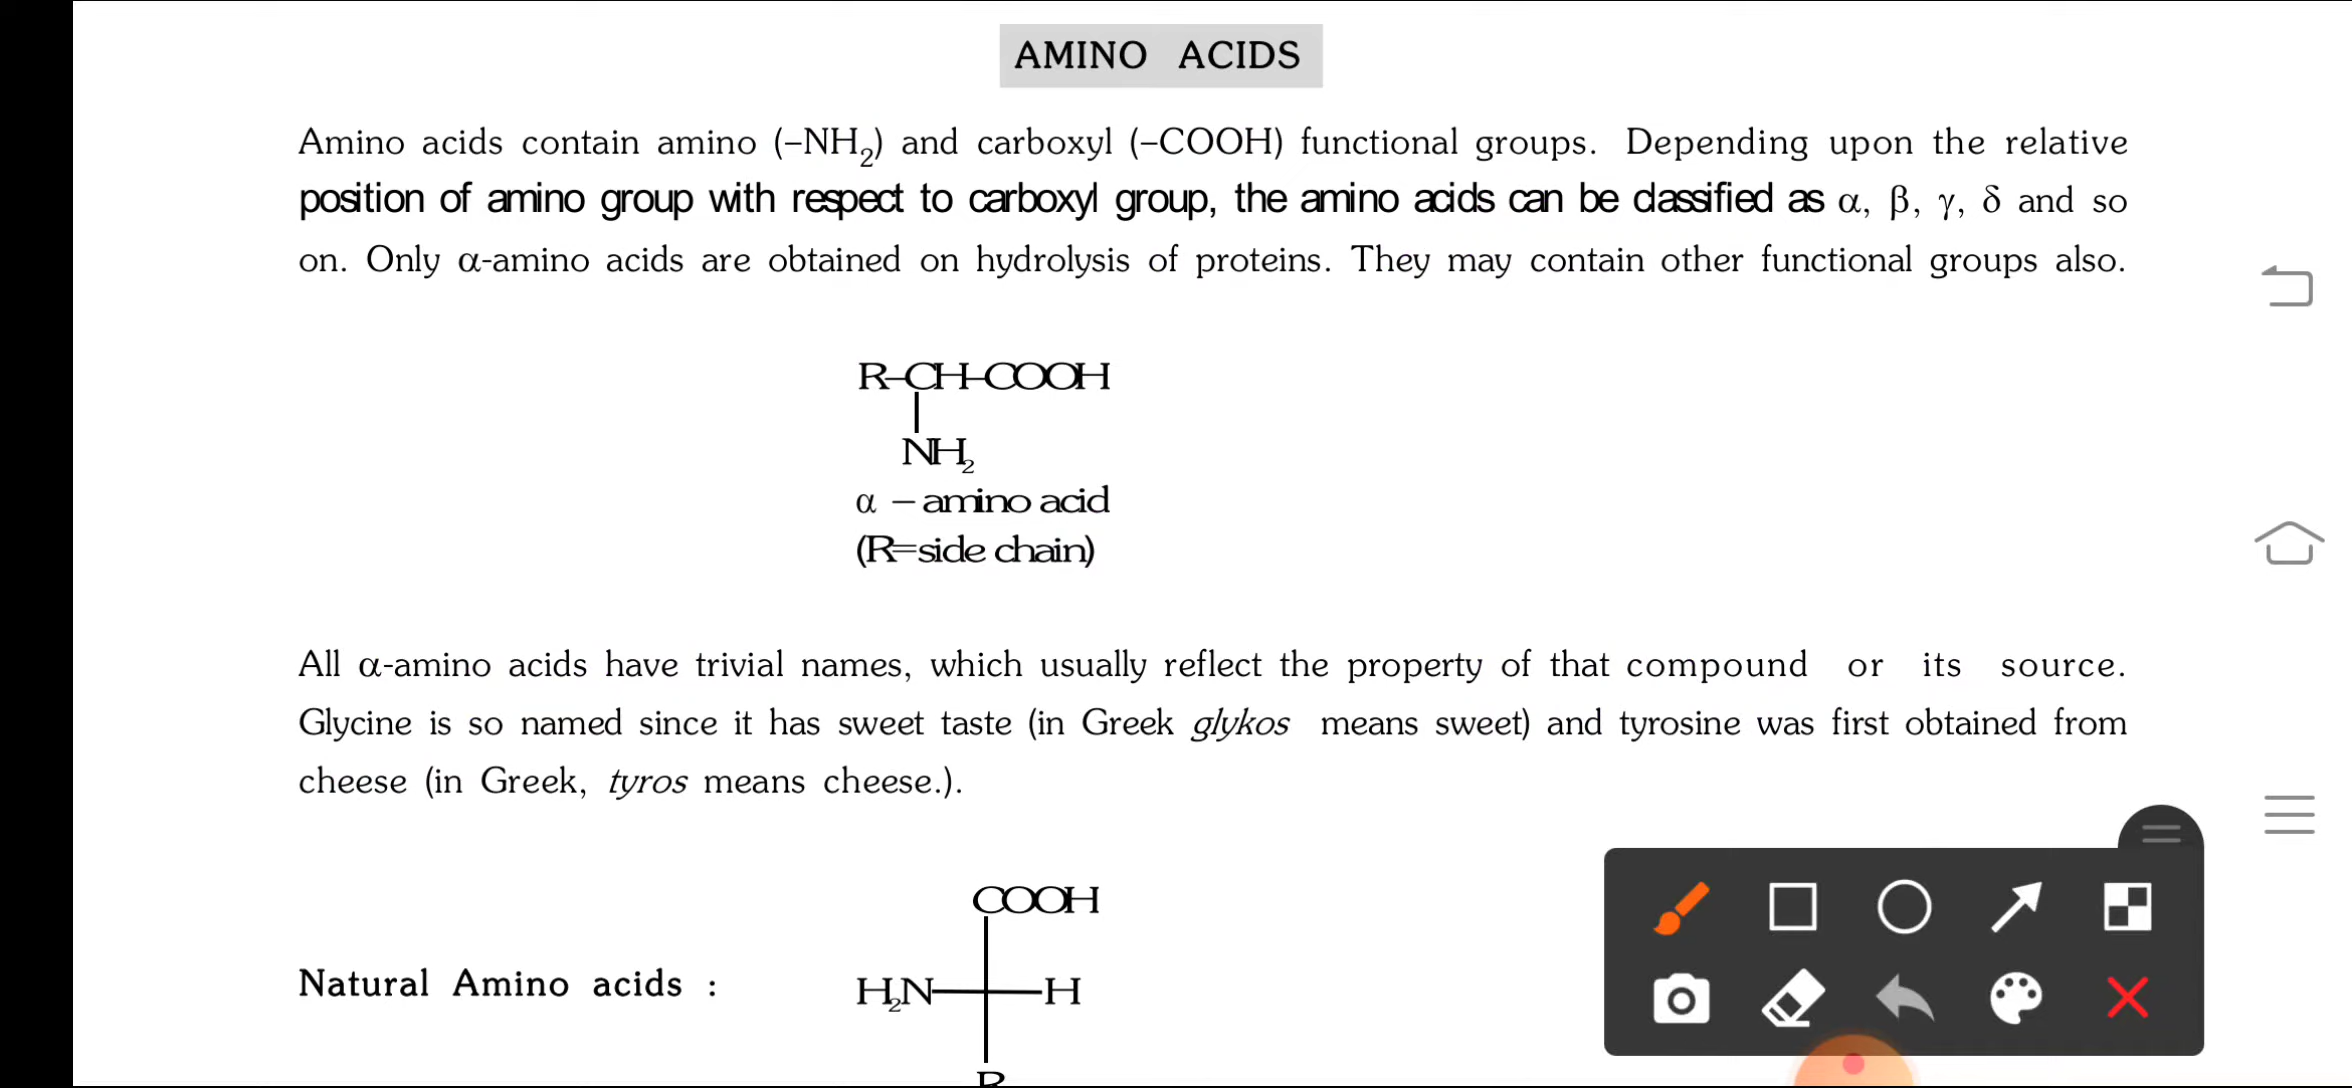 AMINO ACIDS
Amino acids contain amino (–NH₂) and carboxyl (–COOH) functional groups. Depending upon the relative
position of amino group with respect to carboxyl group, the amino acids can be classified as α, β, γ, δ and so
on. Only α-amino acids are obtained on hydrolysis of proteins. They may contain other functional groups also.
R–CH–COOH
NH₂
α – amino acid
(R=side chain)
All α-amino acids have trivial names, which usually reflect the property of that compound or its source.
Glycine is so named since it has sweet taste (in Greek glykos means sweet) and tyrosine was first obtained from
cheese (in Greek, tyros means cheese.).
COOH
Natural Amino acids : H₂N H
R